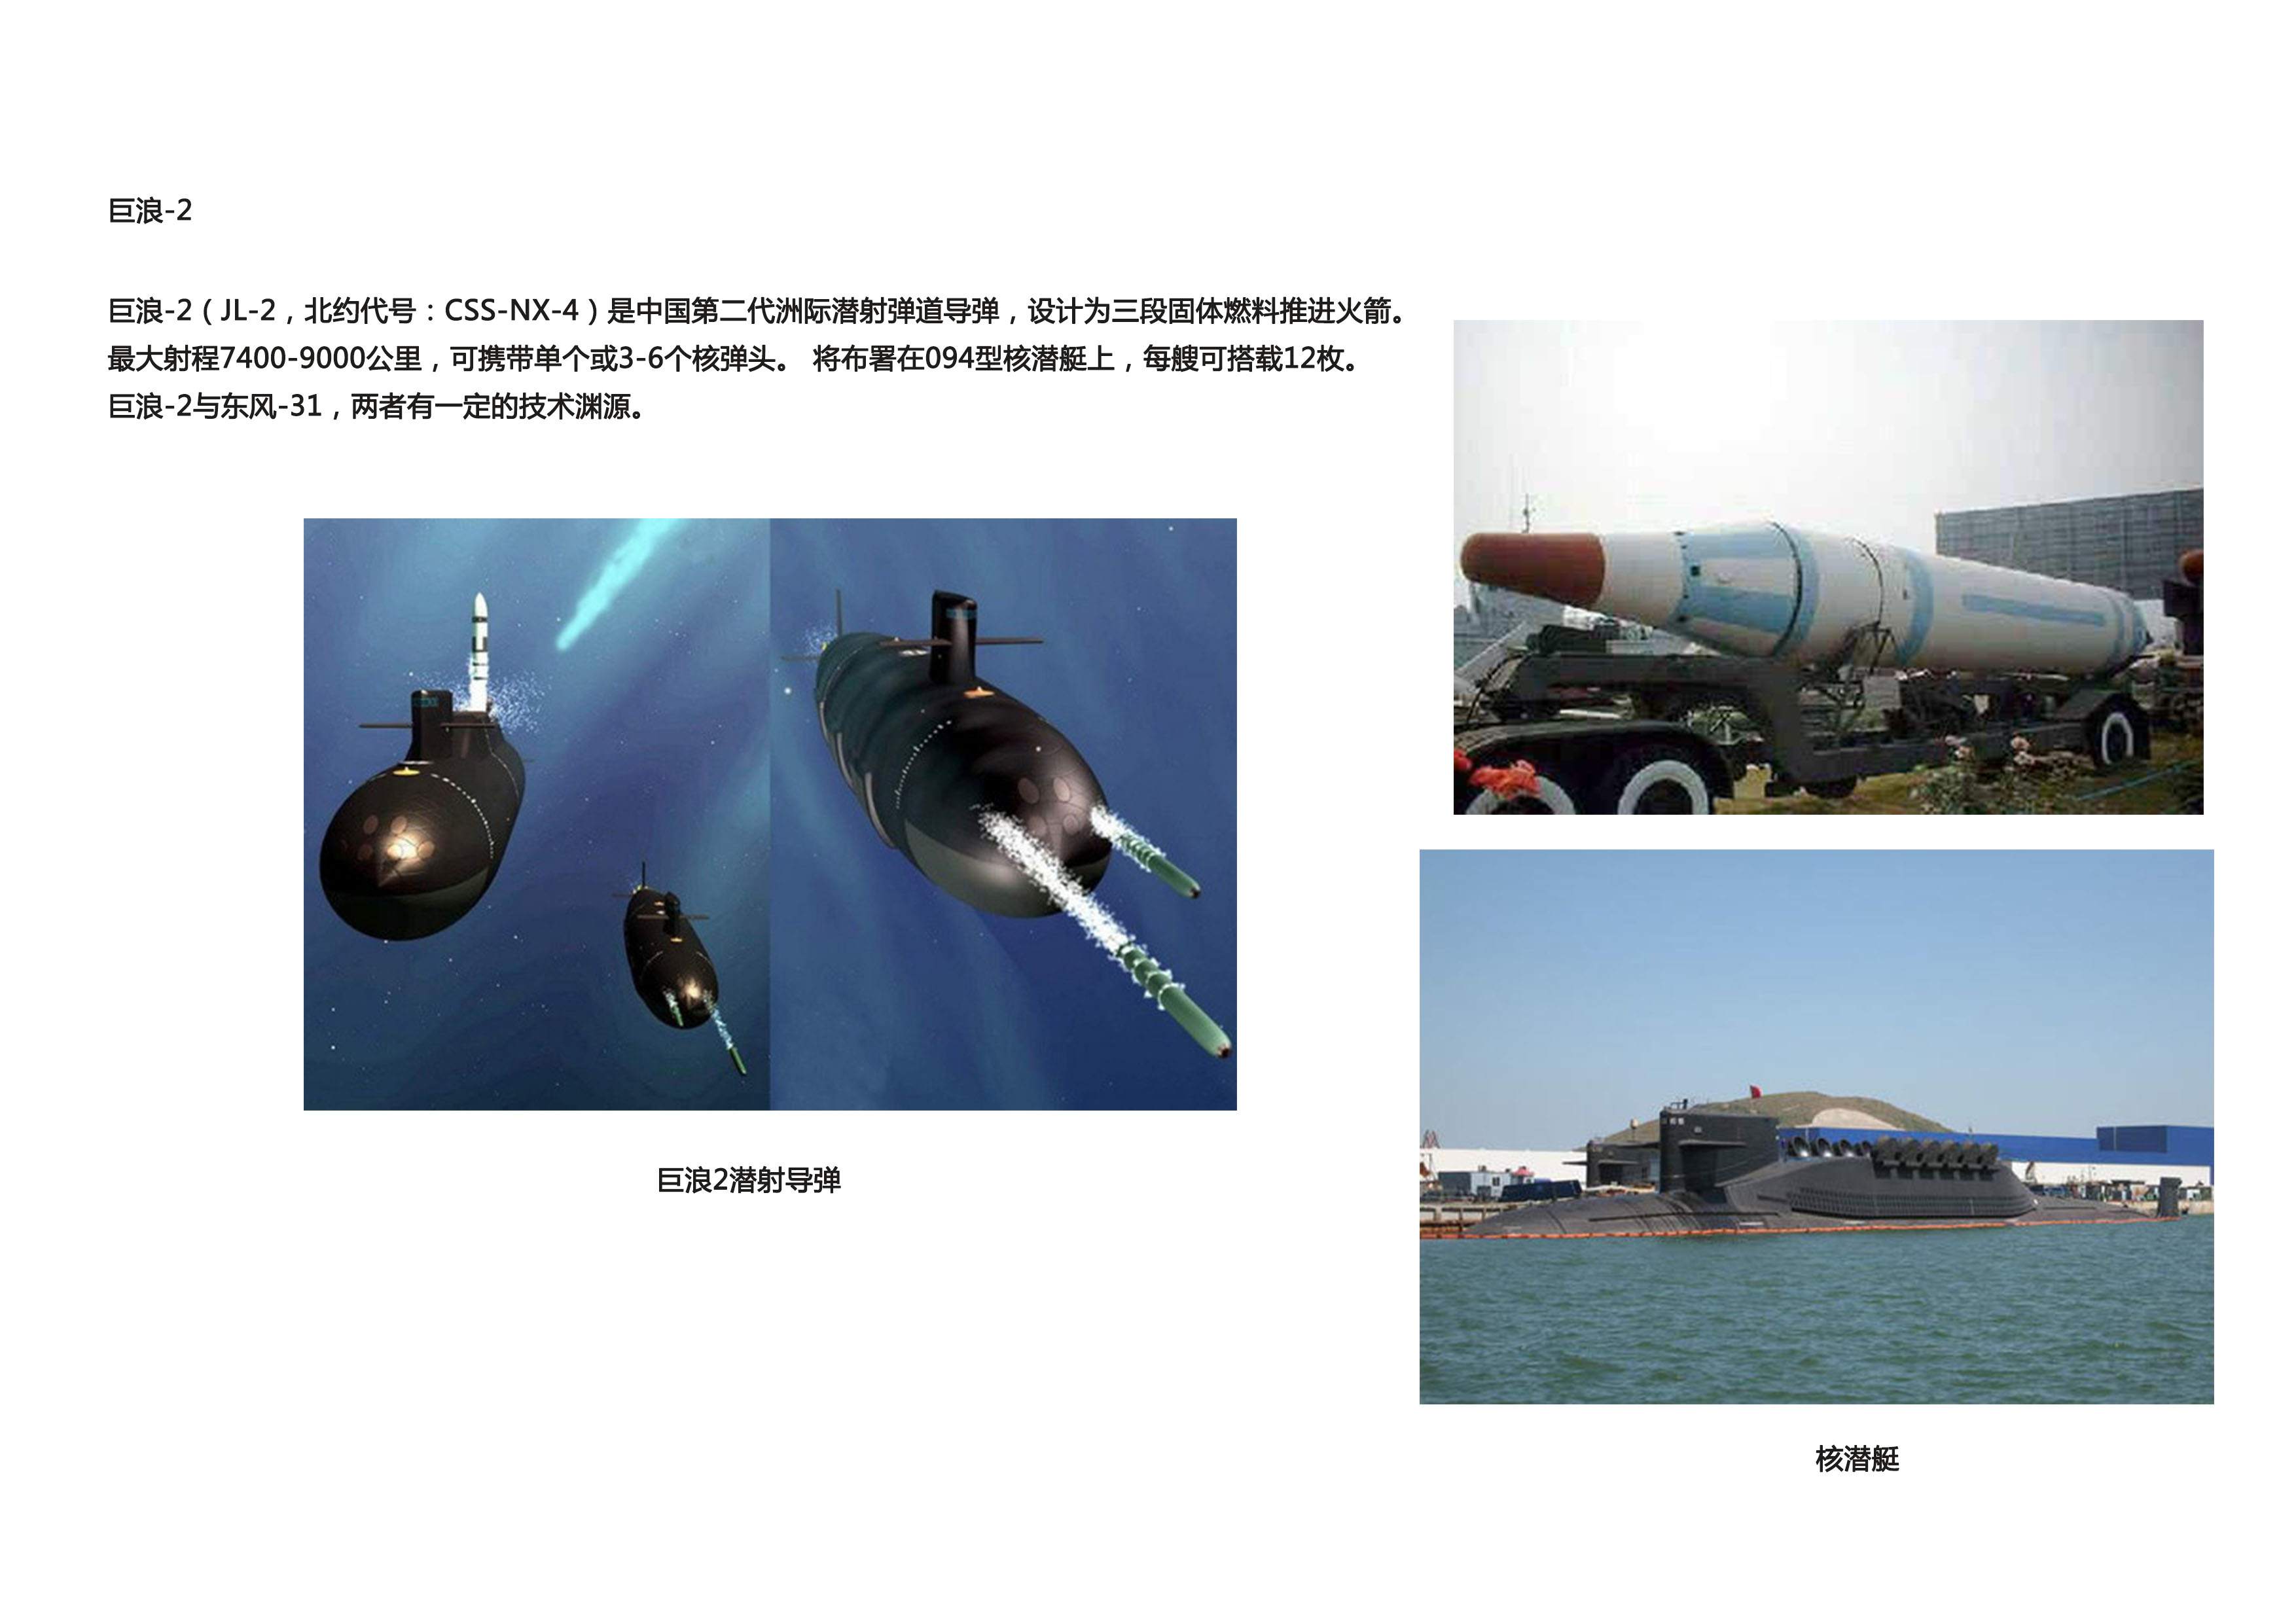 巨浪-2
巨浪-2（JL-2，北约代号：CSS-NX-4）是中国第二代洲际潜射弹道导弹，设计为三段固体燃料推进火箭。
最大射程7400-9000公里，可携带单个或3-6个核弹头。 将布署在094型核潜艇上，每艘可搭载12枚。
巨浪-2与东风-31，两者有一定的技术渊源。
巨浪2潜射导弹
核潜艇